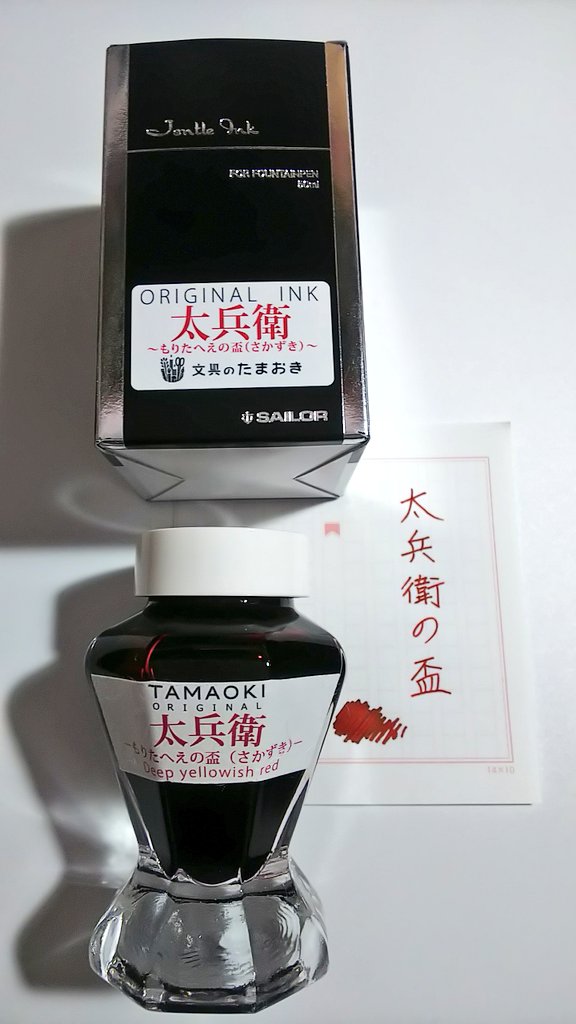 Jentle Ink
FOR FOUNTAINPEN
50ml
ORIGINAL INK
太兵衛
～もりたへえの盃(さかずき)～
文具のたまおき
SAILOR
太兵衛の盃
14×10
TAMAOKI
ORIGINAL
太兵衛
―もりたへえの盃(さかずき)―
Deep yellowish red